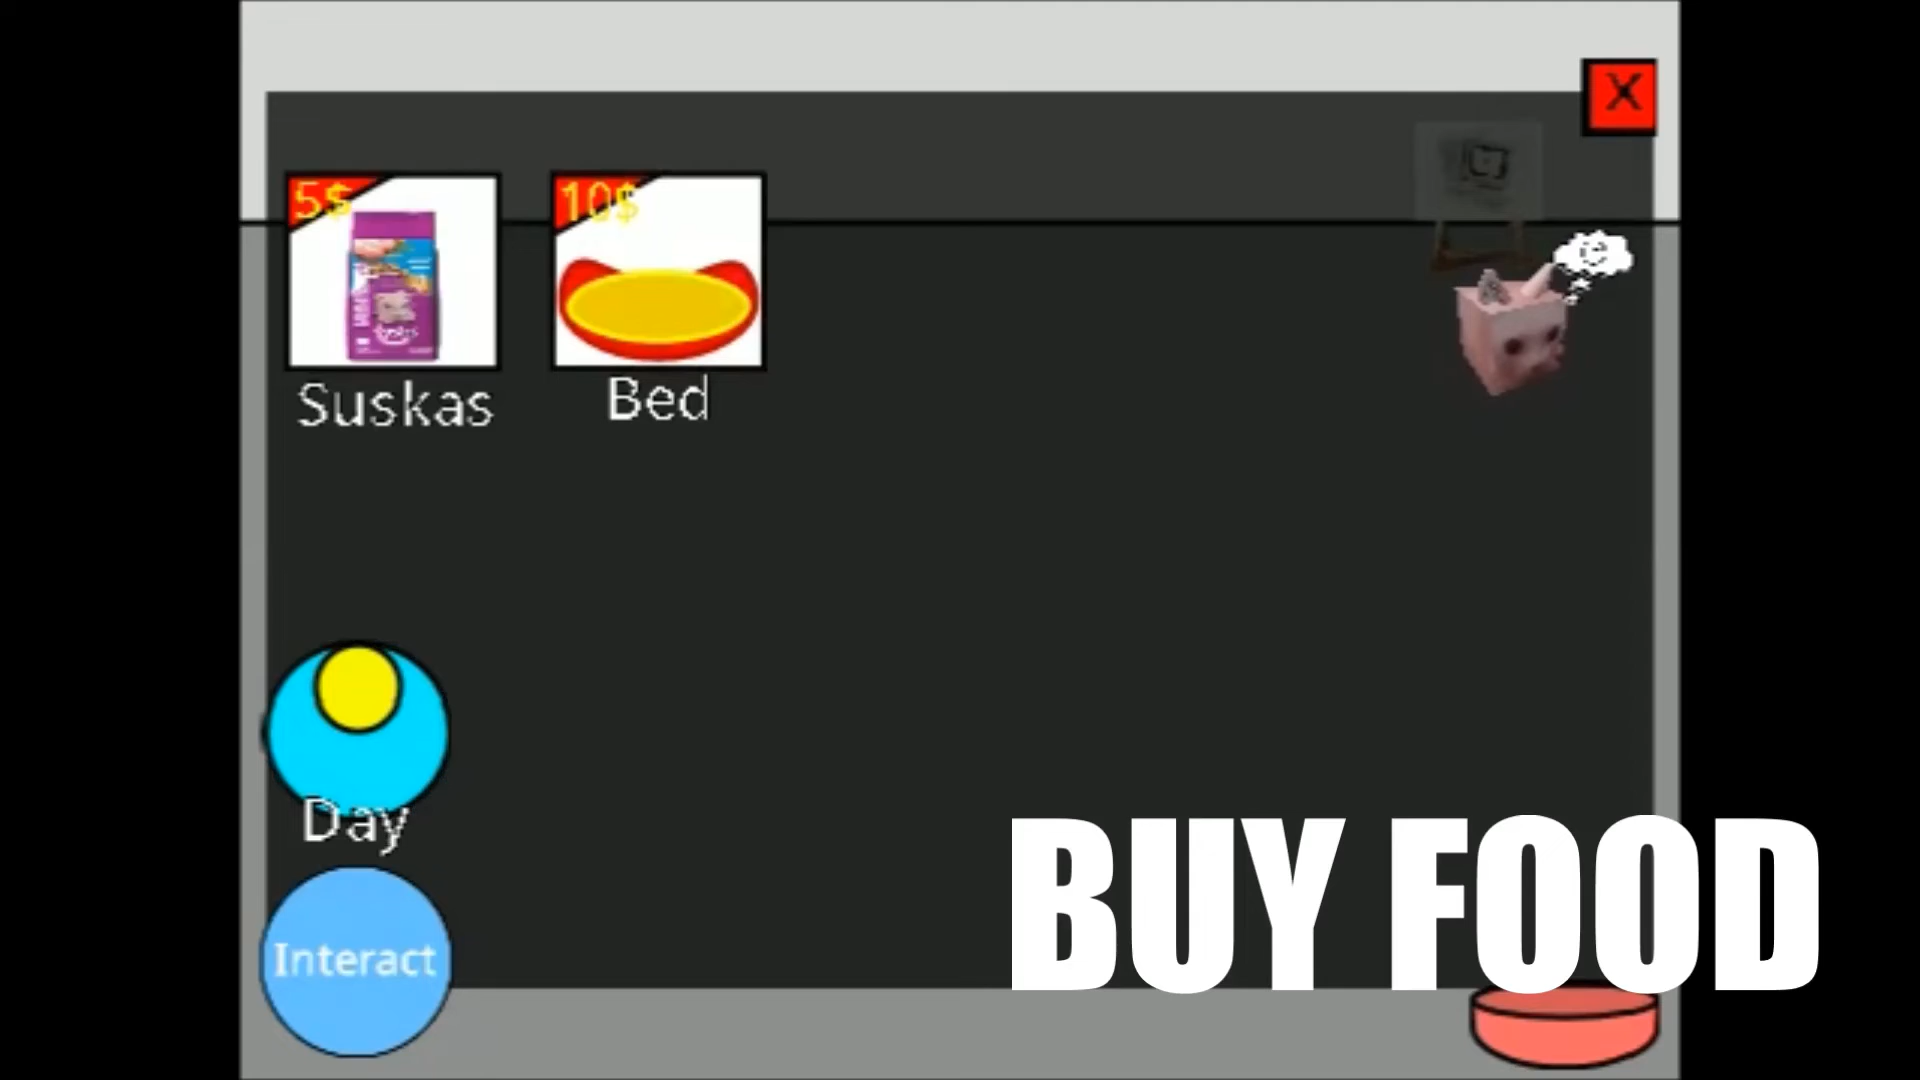 X
5$
10$
Suskas
Bed
Day
Interact
BUY FOOD